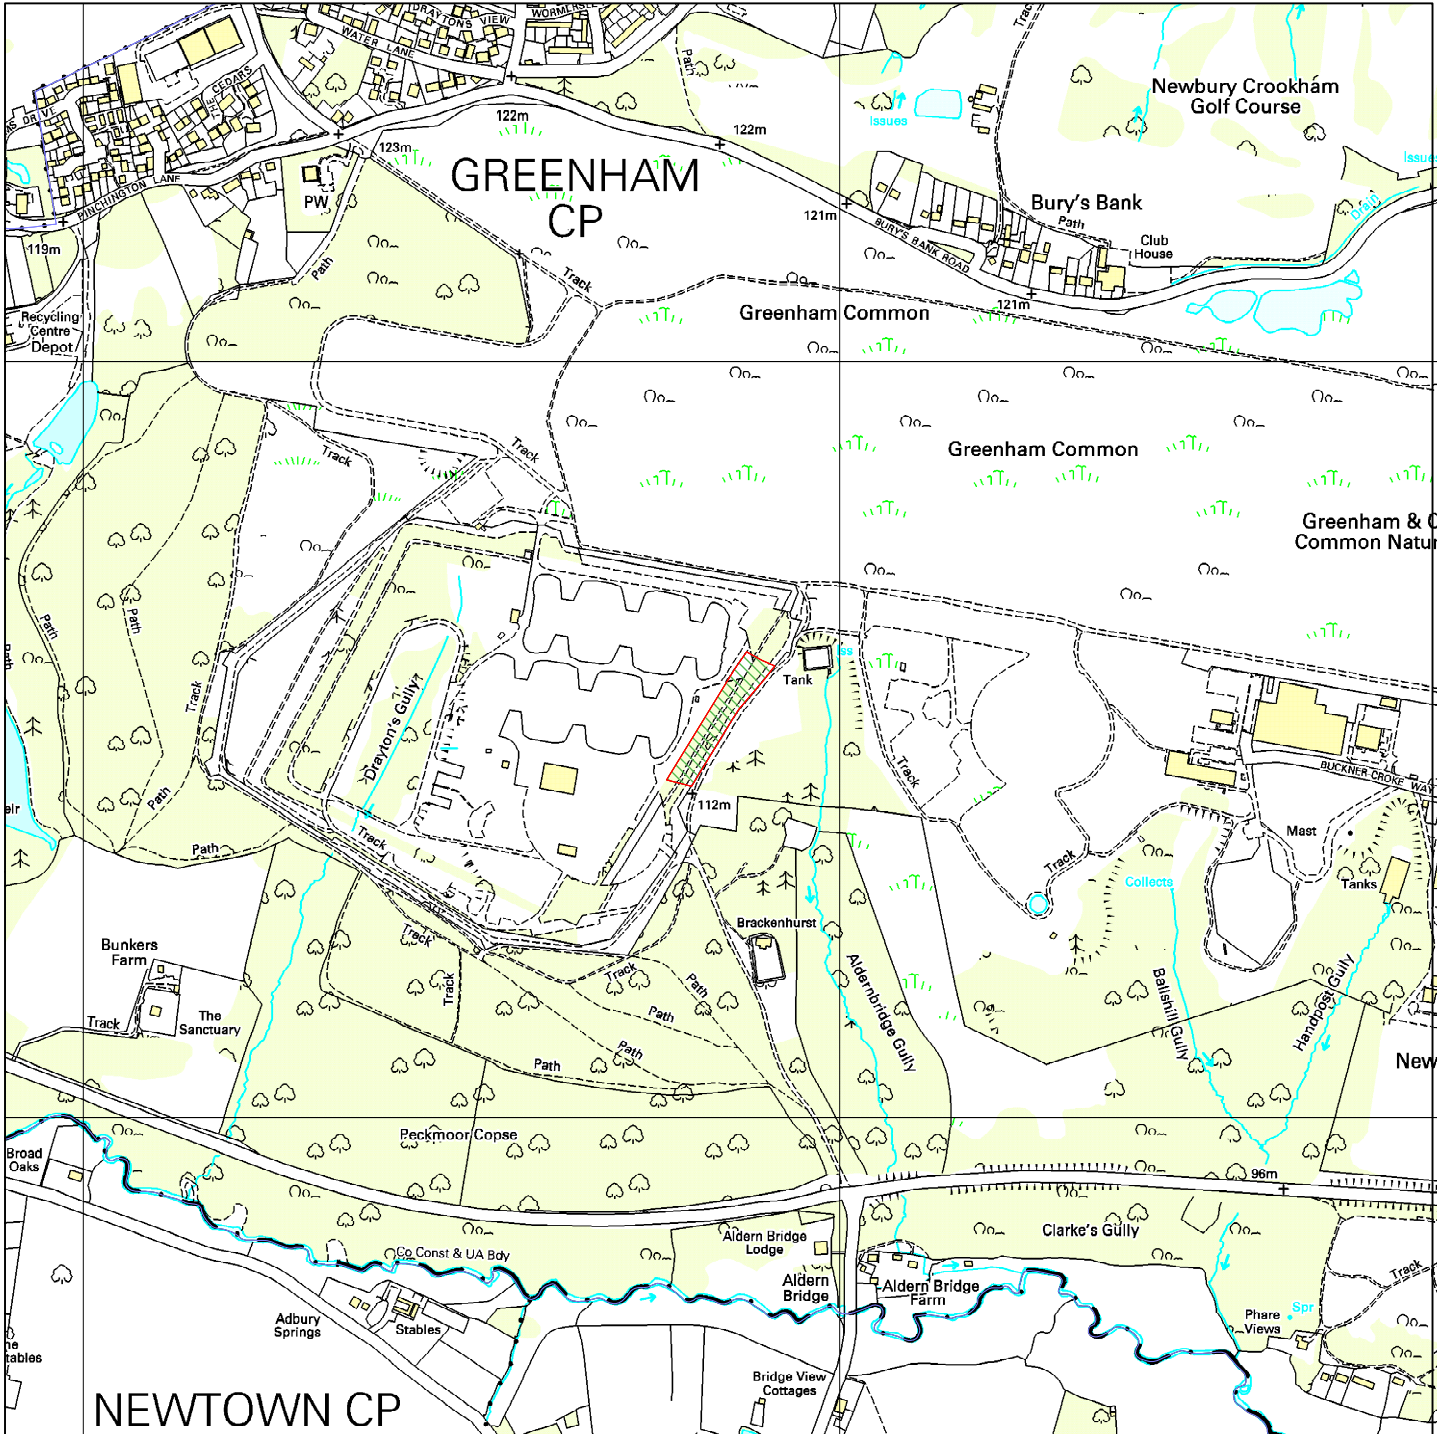 DRAYTON'S VIEW
WATER LANE
THE CEDARS
PINCHINGTON LANE
122m
123m
122m
119m
PW
GREENHAM
CP
Path
Path
Track
Issues
Newbury Crookham
Golf Course
Bury's Bank
Path
Club
House
Drain
121m
BURY'S BANK ROAD
121m
Recycling
Centre
Depot
Track
Greenham Common
Track
Track
Greenham Common
Greenham & C
Common Natur
Path
Path
Track
Path
Path
Drayton's Gully
Track
Tank
Iss
112m
Track
BUCKNER CROKE WAY
Mast
Track
Tanks
Collects
Brackenhurst
Bunkers
Farm
The
Sanctuary
Track
Track
Track
Track
Path
Path
Path
Path
Aldernbridge Gully
Ballshill Gully
Handpost Gully
New
Peckmoor Copse
Broad
Oaks
96m
Clarke's Gully
Co Const & UA Bdy
Aldern Bridge
Lodge
Aldern
Bridge
Aldern Bridge
Farm
Track
Spr
Phare
Views
Adbury
Springs
Stables
Bridge View
Cottages
NEWTOWN CP